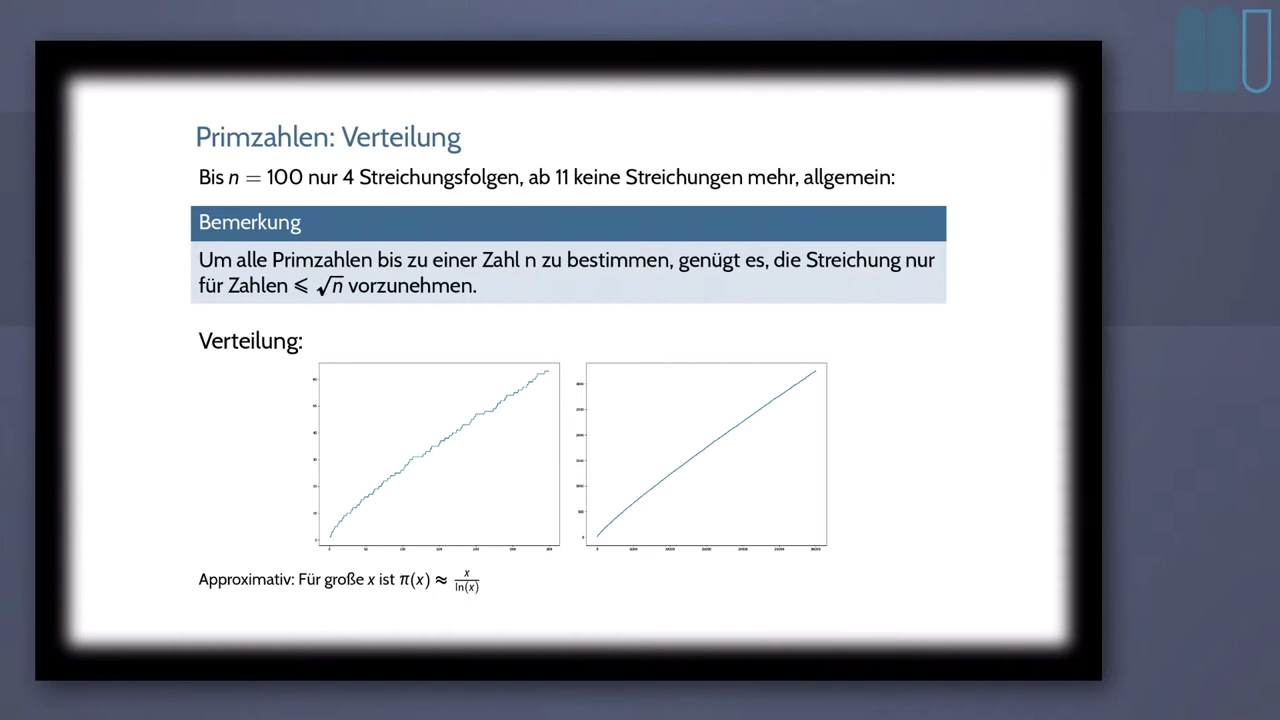 Primzahlen: Verteilung
Bis n = 100 nur 4 Streichungsfolgen, ab 11 keine Streichungen mehr, allgemein:
Bemerkung
Um alle Primzahlen bis zu einer Zahl n zu bestimmen, genügt es, die Streichung nur
für Zahlen ⩽ √n vorzunehmen.
Verteilung:
Approximativ: Für große x ist π(x) ≈ x/ln(x)